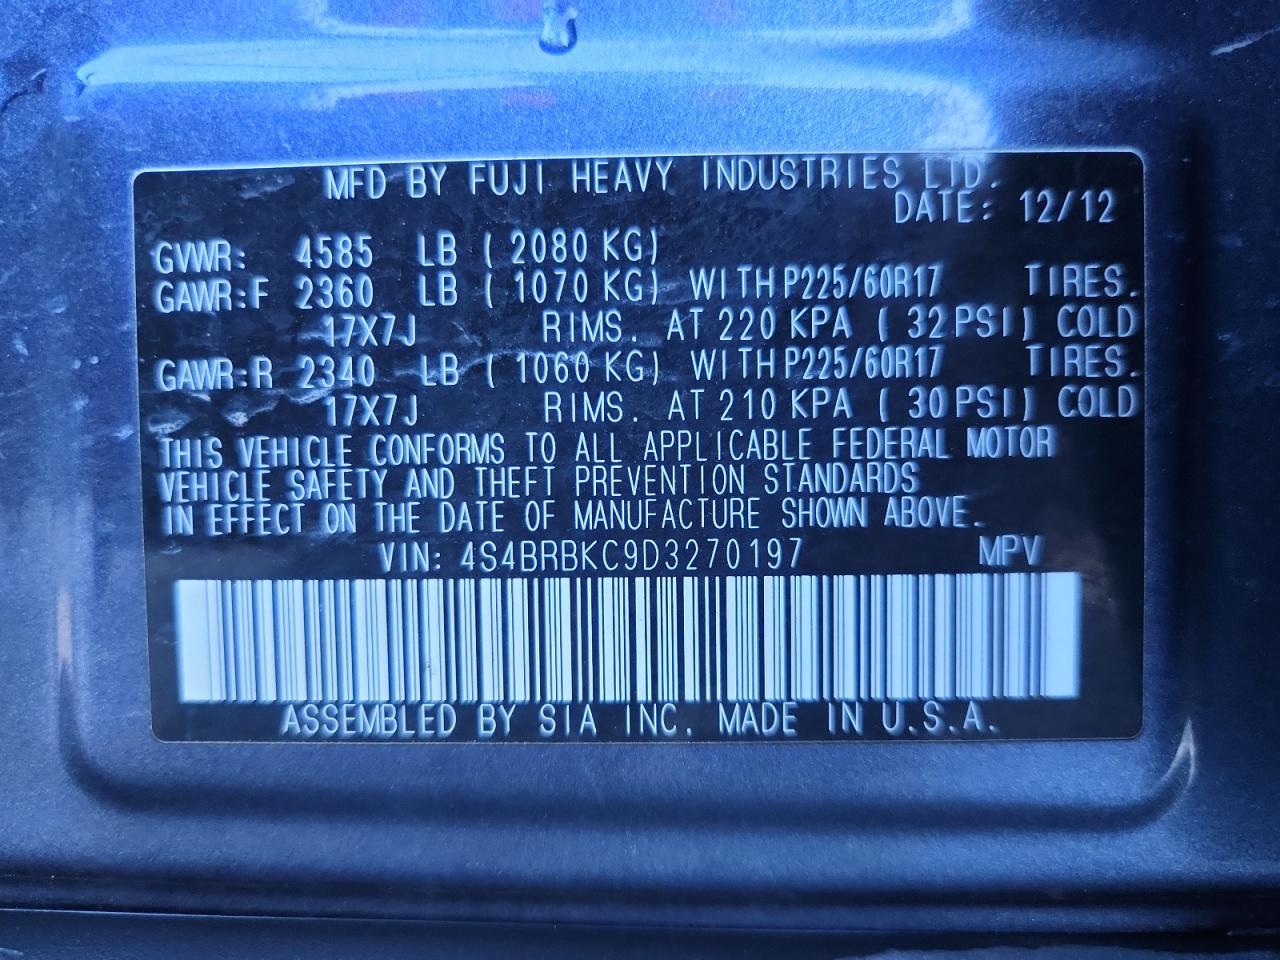 MFD BY FUJI HEAVY INDUSTRIES LTD.
DATE: 12/12
GVWR: 4585 LB ( 2080 KG)
GAWR:F 2360 LB ( 1070 KG) WITH P225/60R17 TIRES.
17X7J RIMS. AT 220 KPA ( 32 PSI) COLD
GAWR:R 2340 LB ( 1060 KG) WITH P225/60R17 TIRES.
17X7J RIMS. AT 210 KPA ( 30 PSI) COLD
THIS VEHICLE CONFORMS TO ALL APPLICABLE FEDERAL MOTOR
VEHICLE SAFETY AND THEFT PREVENTION STANDARDS
IN EFFECT ON THE DATE OF MANUFACTURE SHOWN ABOVE.
VIN: 4S4BRBKC9D3270197 MPV
ASSEMBLED BY SIA INC. MADE IN U.S.A.